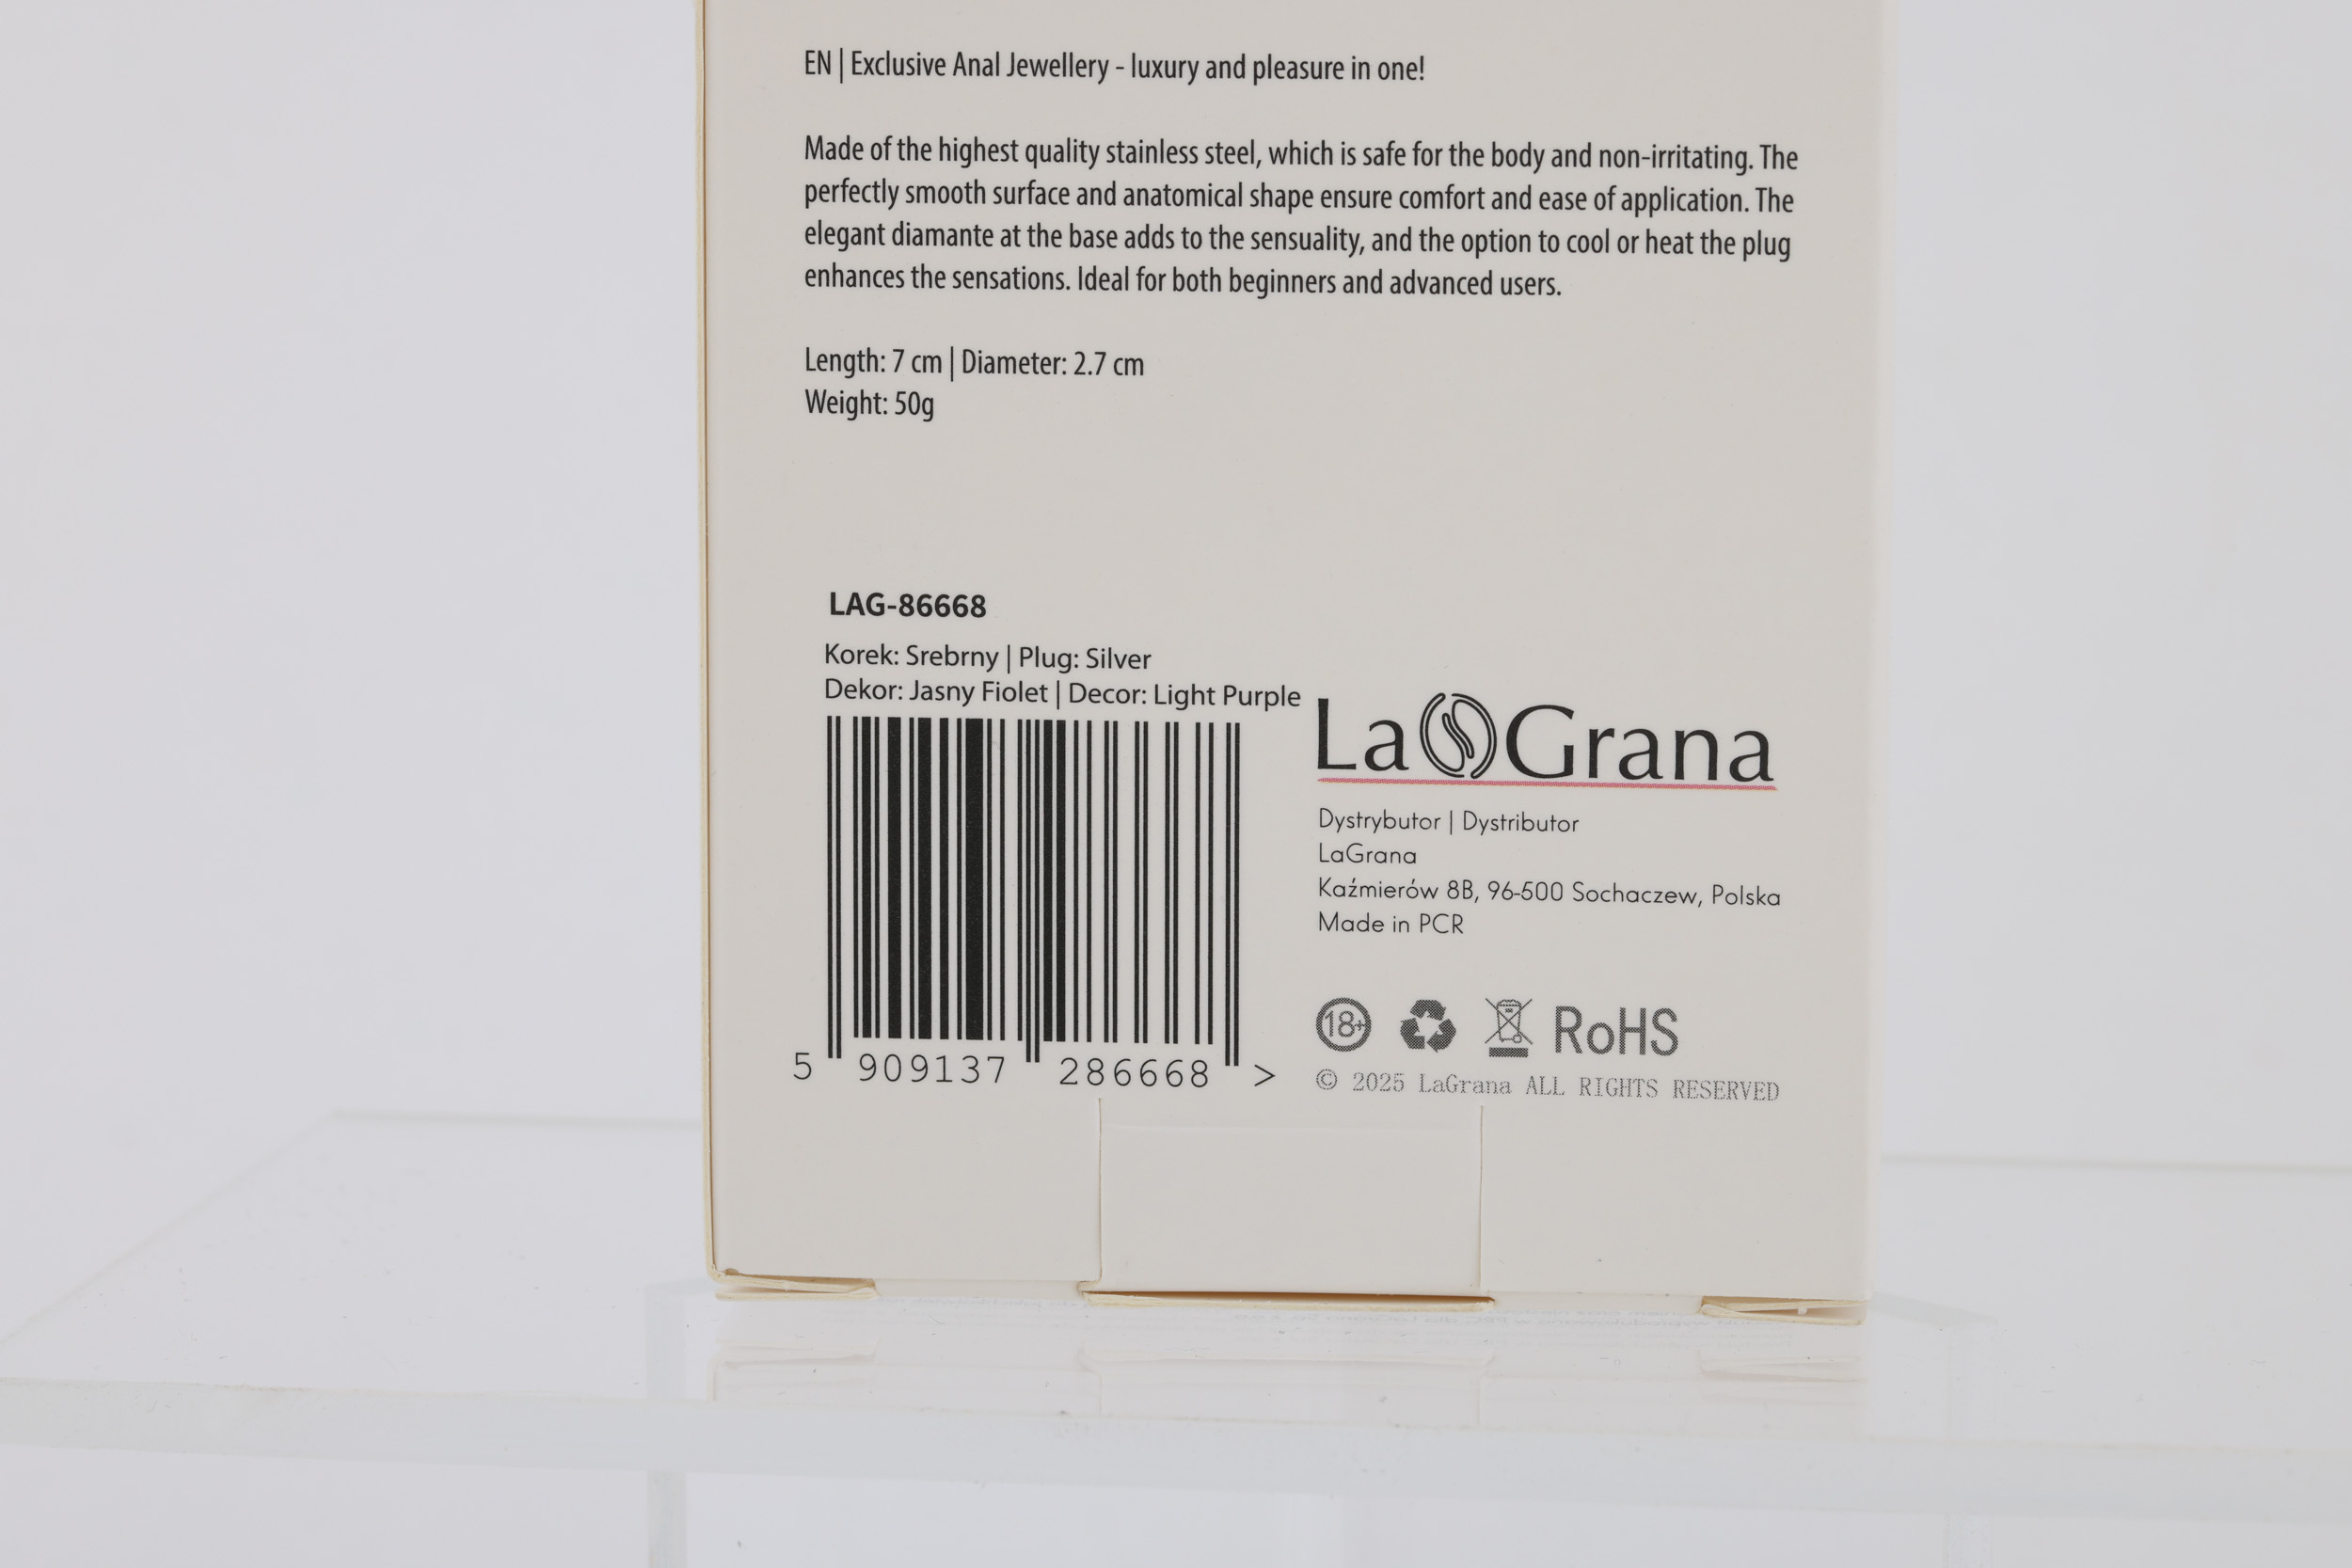 EN | Exclusive Anal Jewellery - luxury and pleasure in one!
Made of the highest quality stainless steel, which is safe for the body and non-irritating. The
perfectly smooth surface and anatomical shape ensure comfort and ease of application. The
elegant diamante at the base adds to the sensuality, and the option to cool or heat the plug
enhances the sensations. Ideal for both beginners and advanced users.
Length: 7 cm | Diameter: 2.7 cm
Weight: 50g
LAG-86668
Korek: Srebrny | Plug: Silver
Dekor: Jasny Fiolet | Decor: Light Purple
5 909137 286668 >
LaGrana
Dystrybutor | Dystributor
LaGrana
Kaźmierów 8B, 96-500 Sochaczew, Polska
Made in PCR
18+ RoHS
© 2025 LaGrana ALL RIGHTS RESERVED